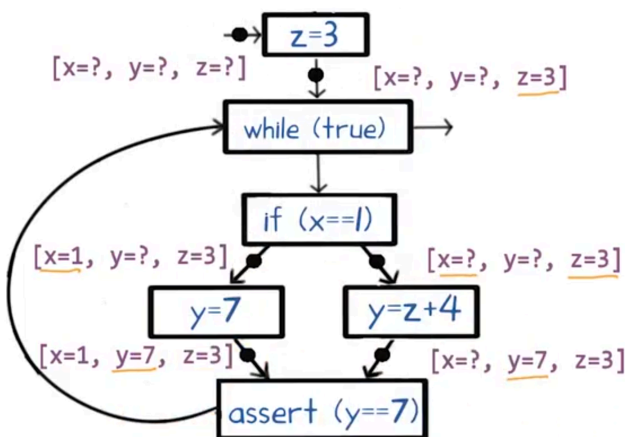 z=3
[x=?, y=?, z=?]
[x=?, y=?, z=3]
while (true)
if (x==1)
[x=1, y=?, z=3]
[x=?, y=?, z=3]
y=7
y=z+4
[x=1, y=7, z=3]
[x=?, y=7, z=3]
assert (y==7)